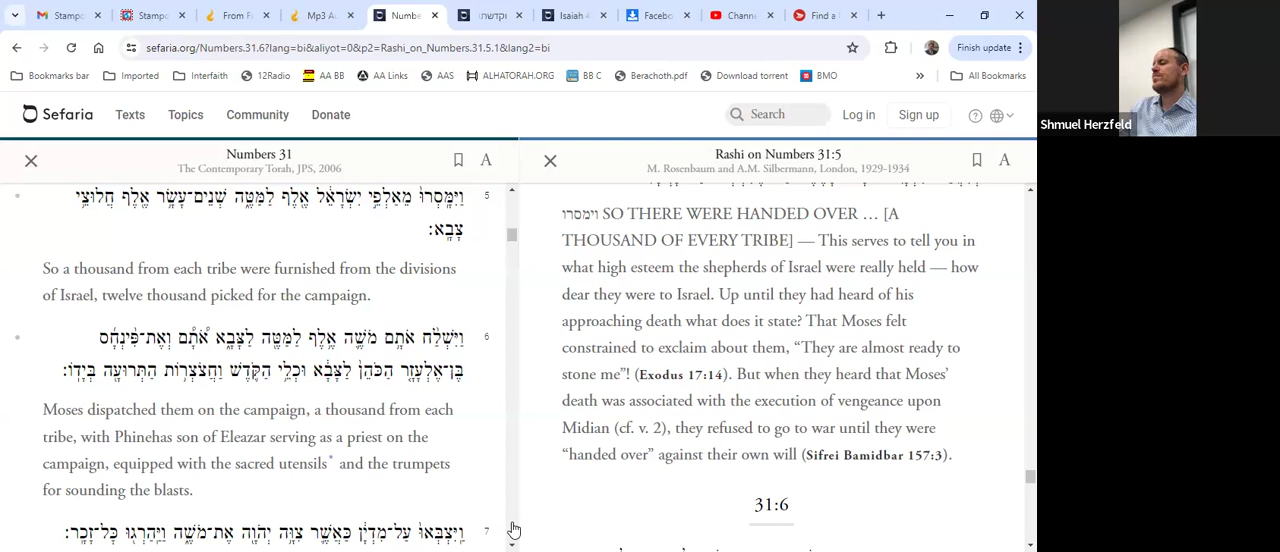 Stampc
Stampo
From F
Mp3 A
Numbe
וקדשתו
Isaiah 4
Facebo
Chann
Find a l
sefaria.org/Numbers.31.6?lang=bi&aliyot=0&p2=Rashi_on_Numbers.31.5.1&lang2=bi
Finish update
Bookmarks bar
Imported
Interfaith
12Radio
AA BB
AA Links
AAS
ALHATORAH.ORG
BB C
Berachoth.pdf
Download torrent
BMO
»
All Bookmarks
Sefaria
Texts
Topics
Community
Donate
Search
Log in
Sign up
Numbers 31
The Contemporary Torah, JPS, 2006
A
Rashi on Numbers 31:5
M. Rosenbaum and A.M. Silbermann, London, 1929-1934
A
5
וַיִּמָּֽסְרוּ֙ מֵאַלְפֵ֣י יִשְׂרָאֵ֔ל אֶ֖לֶף לַמַּטֶּ֑ה שְׁנֵים־עָשָׂ֥ר אֶ֖לֶף חֲלוּצֵ֥י
צָבָֽא׃
So a thousand from each tribe were furnished from the divisions
of Israel, twelve thousand picked for the campaign.
6
וַיִּשְׁלַ֨ח אֹתָ֥ם מֹשֶׁ֛ה אֶ֥לֶף לַמַּטֶּ֖ה לַצָּבָ֑א אֹ֠תָ֠ם וְאֶת־פִּ֨ינְחָ֜ס
בֶּן־אֶלְעָזָ֤ר הַכֹּהֵן֙ לַצָּבָ֔א וּכְלֵ֥י הַקֹּ֛דֶשׁ וַחֲצֹצְר֥וֹת הַתְּרוּעָ֖ה בְּיָדֽוֹ׃
Moses dispatched them on the campaign, a thousand from each
tribe, with Phinehas son of Eleazar serving as a priest on the
campaign, equipped with the sacred utensils* and the trumpets
for sounding the blasts.
7
וַֽיִּצְבְּאוּ֙ עַל־מִדְיָ֔ן כַּאֲשֶׁ֛ר צִוָּ֥ה יְהֹוָ֖ה אֶת־מֹשֶׁ֑ה וַיַּֽהַרְג֖וּ כׇּל־זָכָֽר׃
וימסרו SO THERE WERE HANDED OVER … [A
THOUSAND OF EVERY TRIBE] — This serves to tell you in
what high esteem the shepherds of Israel were really held — how
dear they were to Israel. Up until they had heard of his
approaching death what does it state? That Moses felt
constrained to exclaim about them, “They are almost ready to
stone me”! (Exodus 17:14). But when they heard that Moses’
death was associated with the execution of vengeance upon
Midian (cf. v. 2), they refused to go to war until they were
“handed over” against their own will (Sifrei Bamidbar 157:3).
31:6
Shmuel Herzfeld